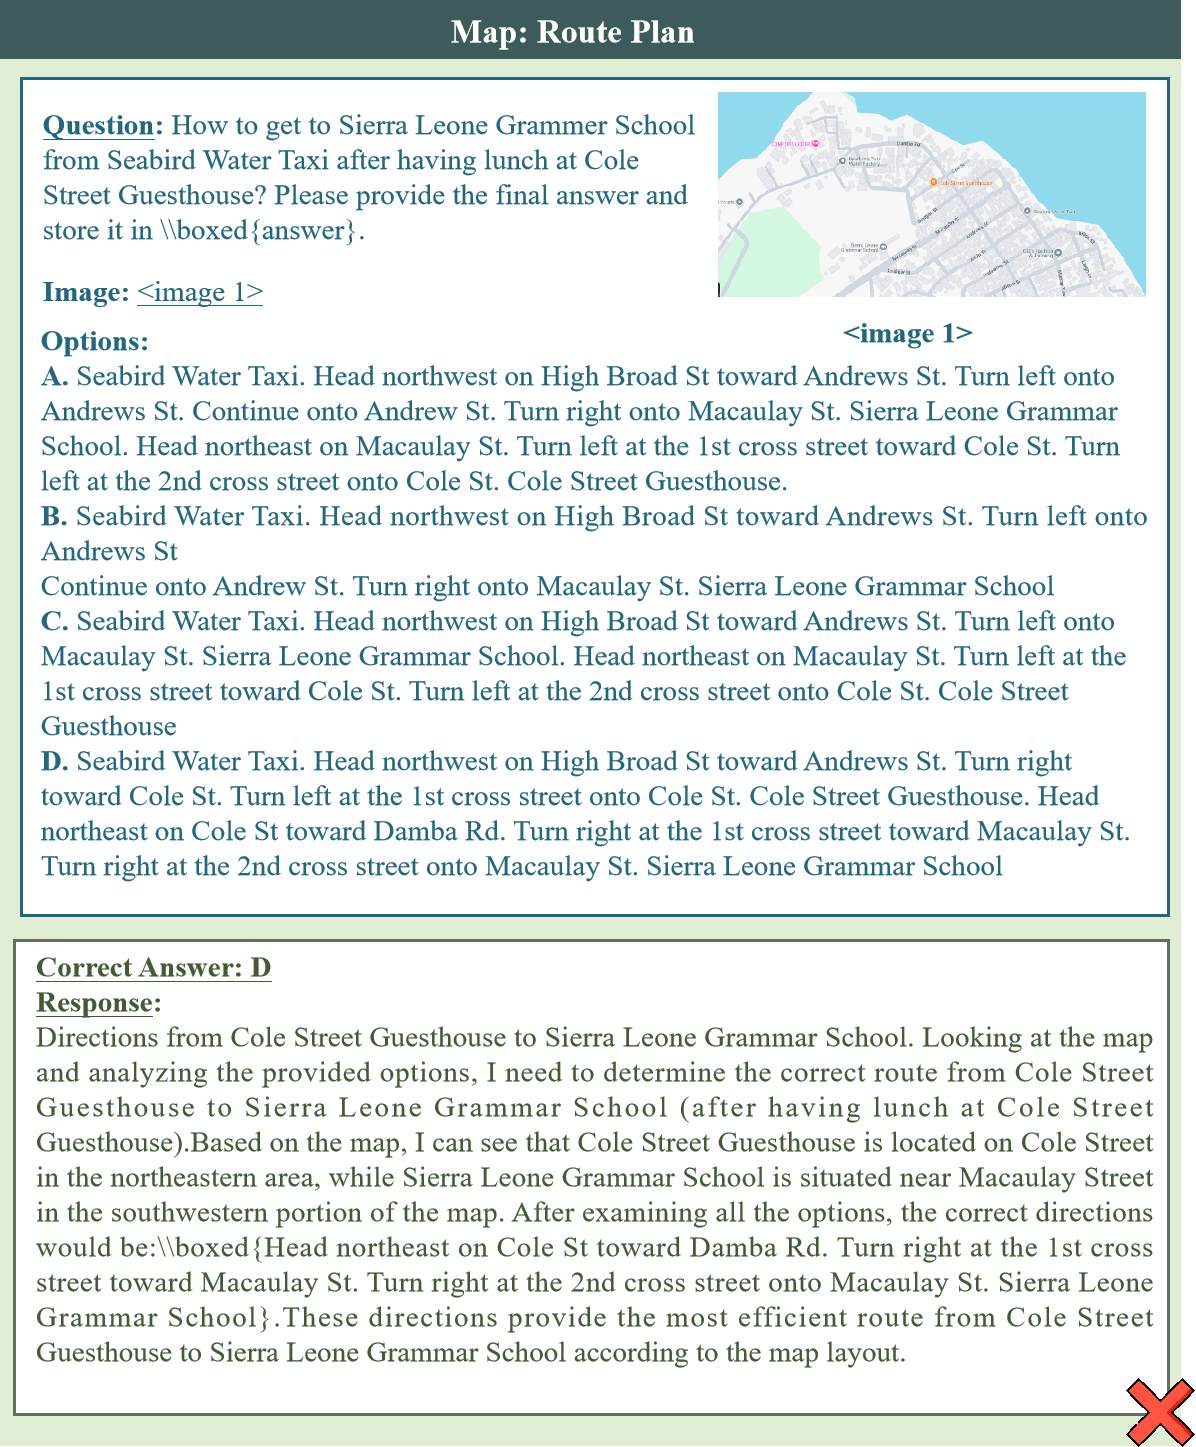 Map: Route Plan
Question: How to get to Sierra Leone Grammer School
from Seabird Water Taxi after having lunch at Cole
Street Guesthouse? Please provide the final answer and
store it in \\boxed{answer}.
Image: <image 1>
COMFORT LODGE
Damba Rd
Cole St
Cole Street Guesthouse
Macauley St
Andrews St
Sierra Leone
Grammar School
<image 1>
Options:
A. Seabird Water Taxi. Head northwest on High Broad St toward Andrews St. Turn left onto
Andrews St. Continue onto Andrew St. Turn right onto Macaulay St. Sierra Leone Grammar
School. Head northeast on Macaulay St. Turn left at the 1st cross street toward Cole St. Turn
left at the 2nd cross street onto Cole St. Cole Street Guesthouse.
B. Seabird Water Taxi. Head northwest on High Broad St toward Andrews St. Turn left onto
Andrews St
Continue onto Andrew St. Turn right onto Macaulay St. Sierra Leone Grammar School
C. Seabird Water Taxi. Head northwest on High Broad St toward Andrews St. Turn left onto
Macaulay St. Sierra Leone Grammar School. Head northeast on Macaulay St. Turn left at the
1st cross street toward Cole St. Turn left at the 2nd cross street onto Cole St. Cole Street
Guesthouse
D. Seabird Water Taxi. Head northwest on High Broad St toward Andrews St. Turn right
toward Cole St. Turn left at the 1st cross street onto Cole St. Cole Street Guesthouse. Head
northeast on Cole St toward Damba Rd. Turn right at the 1st cross street toward Macaulay St.
Turn right at the 2nd cross street onto Macaulay St. Sierra Leone Grammar School
Correct Answer: D
Response:
Directions from Cole Street Guesthouse to Sierra Leone Grammar School. Looking at the map
and analyzing the provided options, I need to determine the correct route from Cole Street
Guesthouse to Sierra Leone Grammar School (after having lunch at Cole Street
Guesthouse).Based on the map, I can see that Cole Street Guesthouse is located on Cole Street
in the northeastern area, while Sierra Leone Grammar School is situated near Macaulay Street
in the southwestern portion of the map. After examining all the options, the correct directions
would be:\\boxed{Head northeast on Cole St toward Damba Rd. Turn right at the 1st cross
street toward Macaulay St. Turn right at the 2nd cross street onto Macaulay St. Sierra Leone
Grammar School}.These directions provide the most efficient route from Cole Street
Guesthouse to Sierra Leone Grammar School according to the map layout.